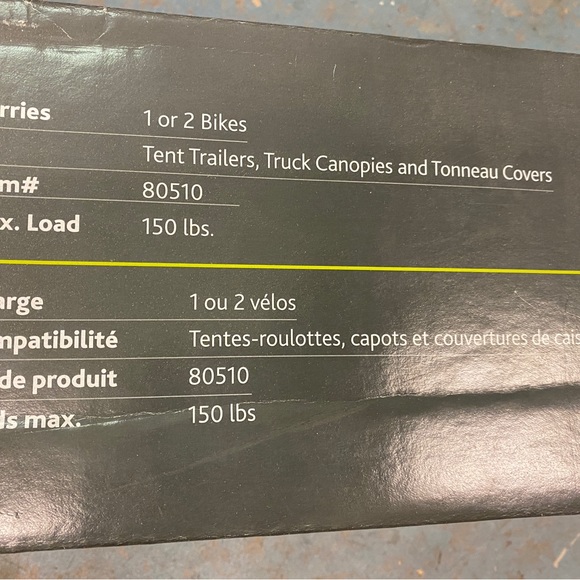 rries 1 or 2 Bikes
Tent Trailers, Truck Canopies and Tonneau Covers
m# 80510
x. Load 150 lbs.
arge 1 ou 2 vélos
mpatibilité Tentes-roulottes, capots et couvertures de cais
de produit 80510
ds max. 150 lbs